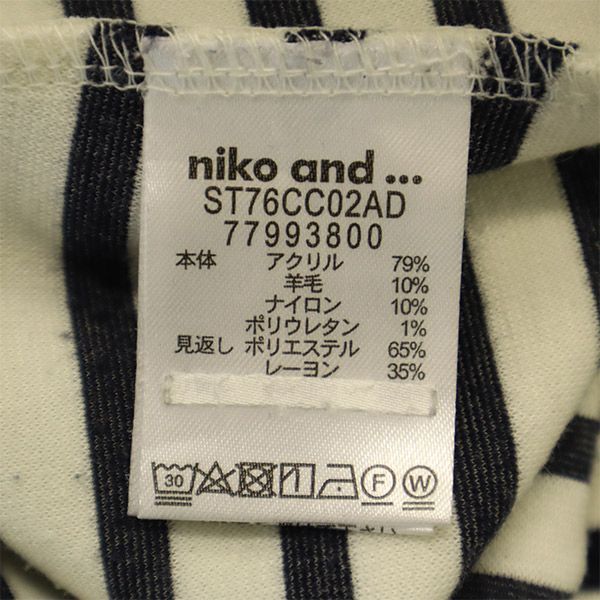 niko and ...
ST76CC02AD
77993800
本体 アクリル 79%
羊毛 10%
ナイロン 10%
ポリウレタン 1%
見返し ポリエステル 65%
レーヨン 35%
30 F W